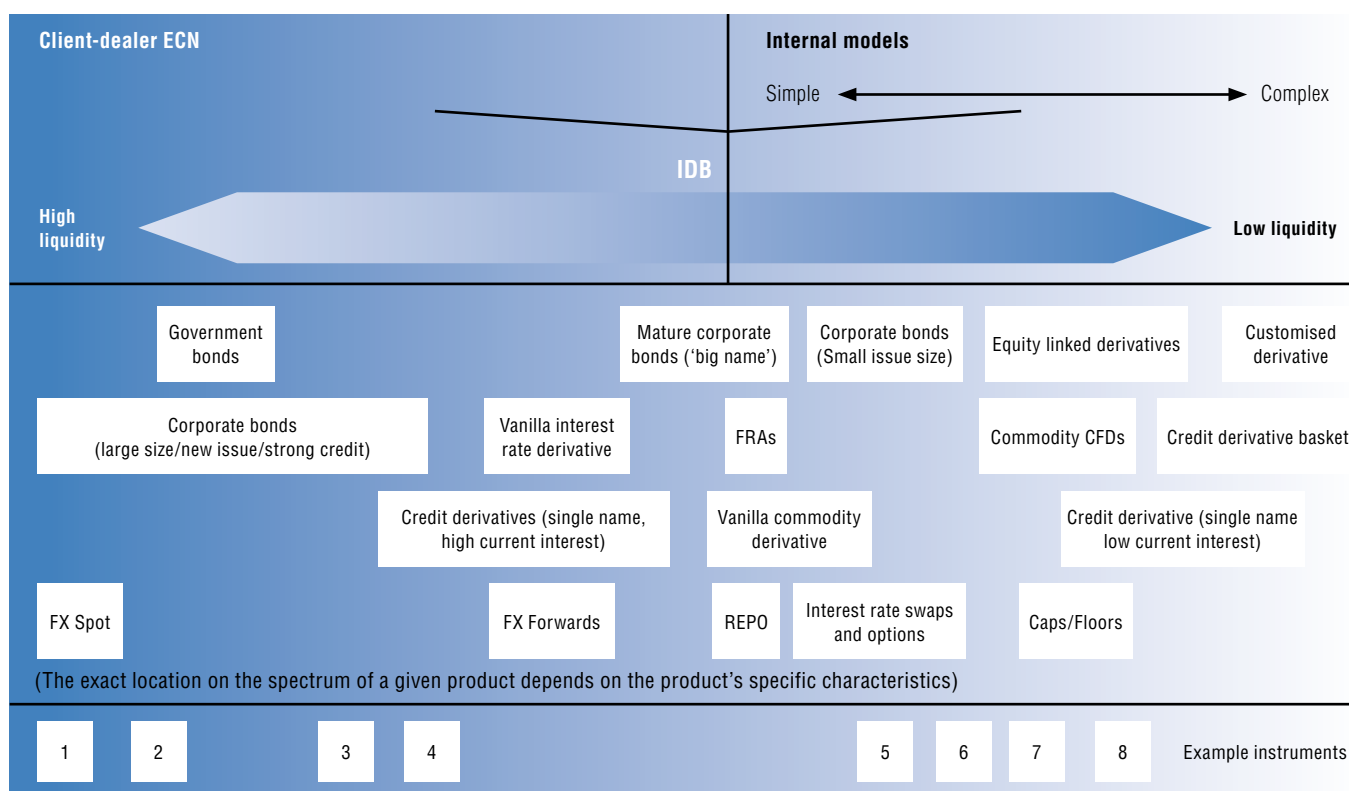 Client-dealer ECN
Internal models
Simple
Complex
IDB
High
liquidity
Low liquidity
Government
bonds
Mature corporate
bonds (‘big name’)
Corporate bonds
(Small issue size)
Equity linked derivatives
Customised
derivative
Corporate bonds
(large size/new issue/strong credit)
Vanilla interest
rate derivative
FRAs
Commodity CFDs
Credit derivative basket
Credit derivatives (single name,
high current interest)
Vanilla commodity
derivative
Credit derivative (single name
low current interest)
FX Spot
FX Forwards
REPO
Interest rate swaps
and options
Caps/Floors
(The exact location on the spectrum of a given product depends on the product’s specific characteristics)
1
2
3
4
5
6
7
8
Example instruments